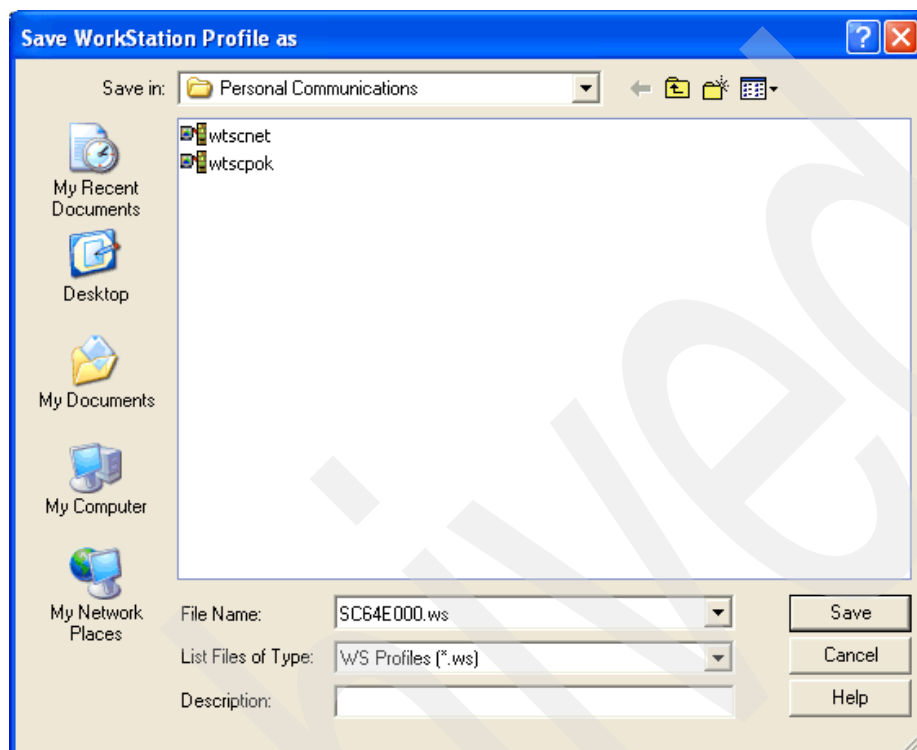 Save WorkStation Profile as
Save in: Personal Communications
wtscnet
wtscpok
My Recent
Documents
Desktop
My Documents
My Computer
My Network
Places
File Name: SC64E000.ws Save
List Files of Type: WS Profiles (*.ws) Cancel
Description: Help